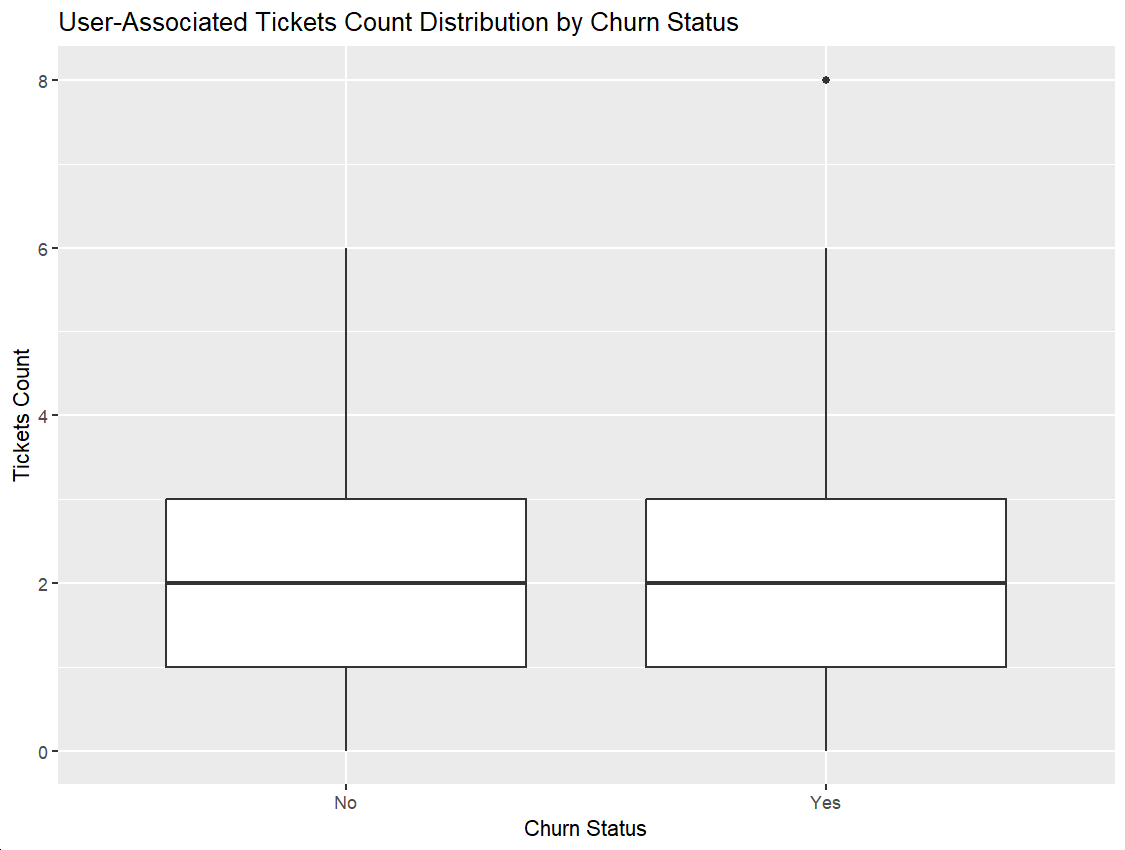 User-Associated Tickets Count Distribution by Churn Status
8
6
4
2
0
Tickets Count
No
Yes
Churn Status